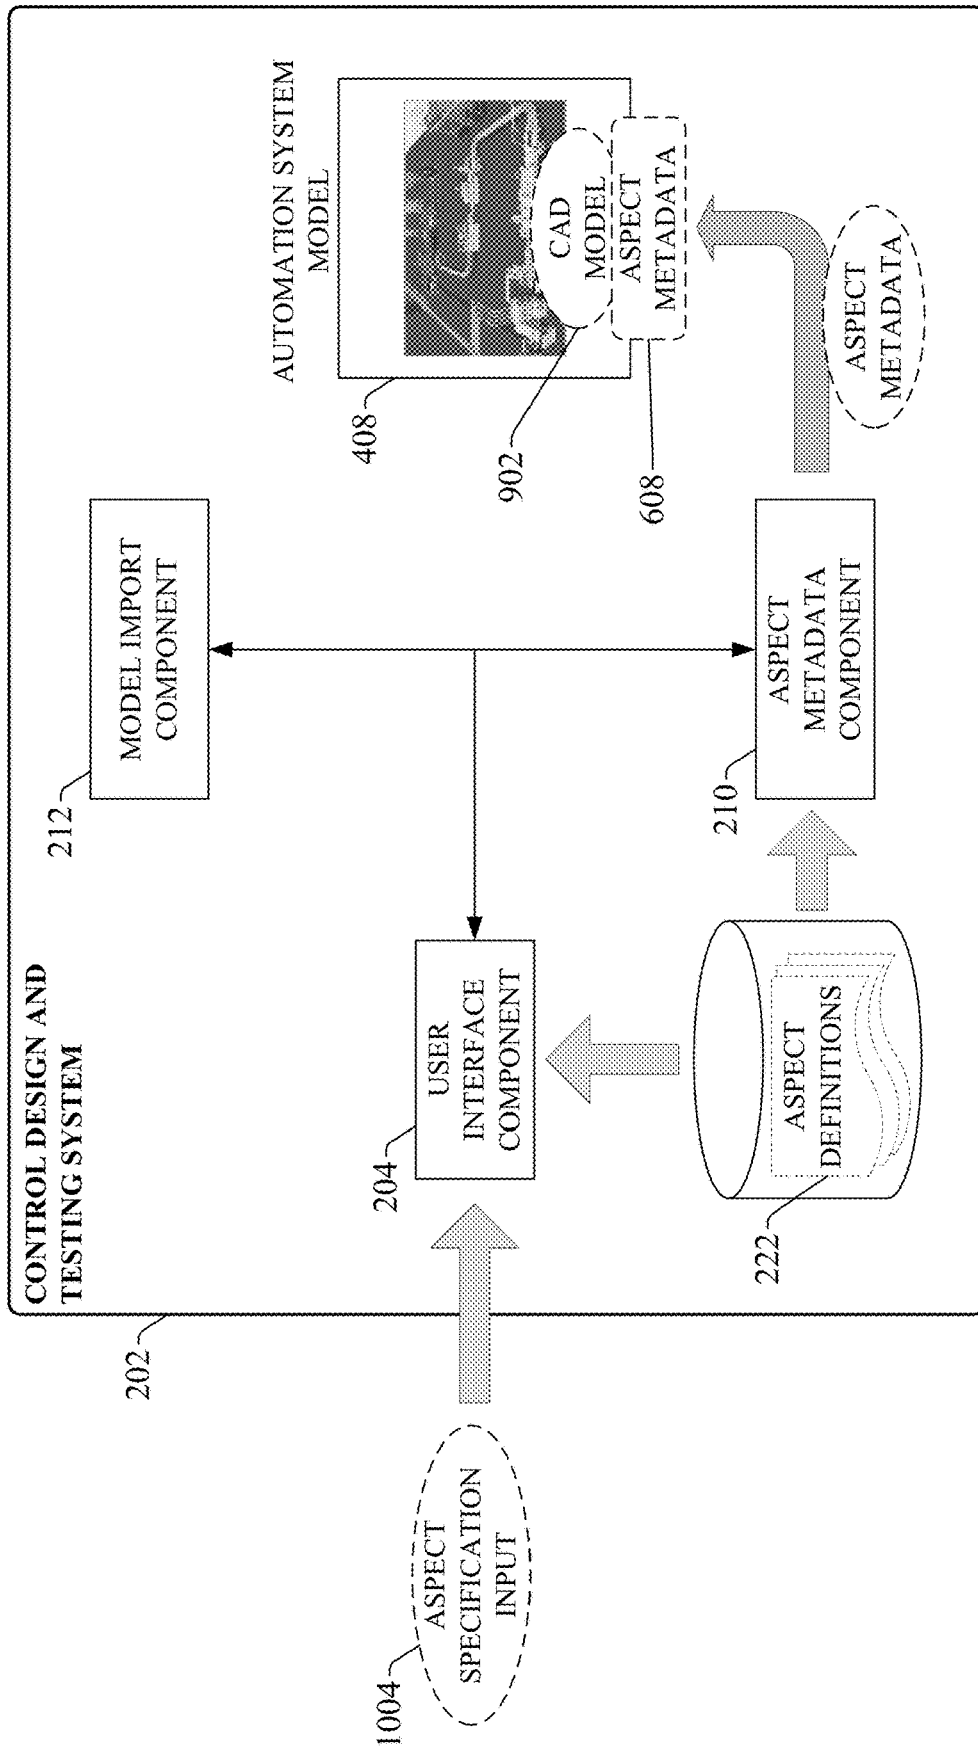 CONTROL DESIGN AND
TESTING SYSTEM
202
1004
ASPECT
SPECIFICATION
INPUT
204
USER
INTERFACE
COMPONENT
222
ASPECT
DEFINITIONS
212
MODEL IMPORT
COMPONENT
210
ASPECT
METADATA
COMPONENT
AUTOMATION SYSTEM
MODEL
408
902
CAD
MODEL
608
ASPECT
METADATA
ASPECT
METADATA